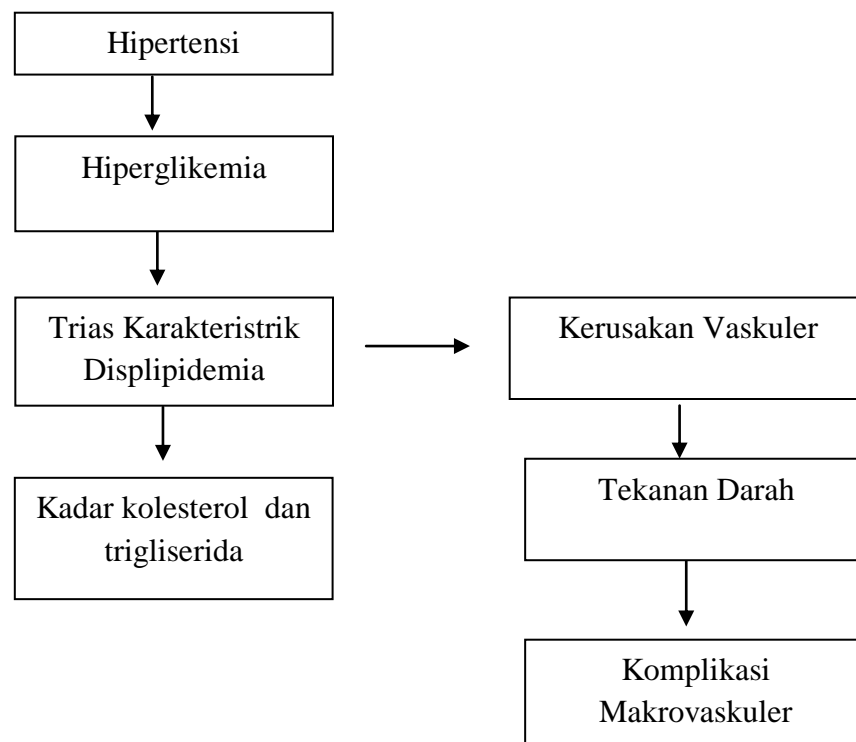 Hipertensi
Hiperglikemia
Trias Karakteristrik
Displipidemia
Kadar kolesterol dan
trigliserida
Kerusakan Vaskuler
Tekanan Darah
Komplikasi
Makrovaskuler